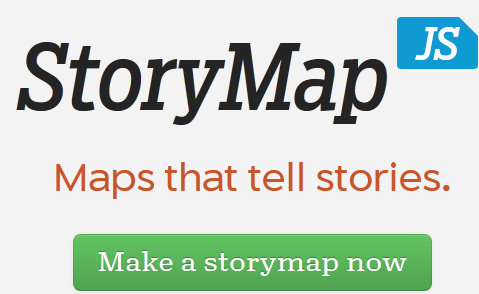 StoryMap JS
Maps that tell stories.
Make a storymap now